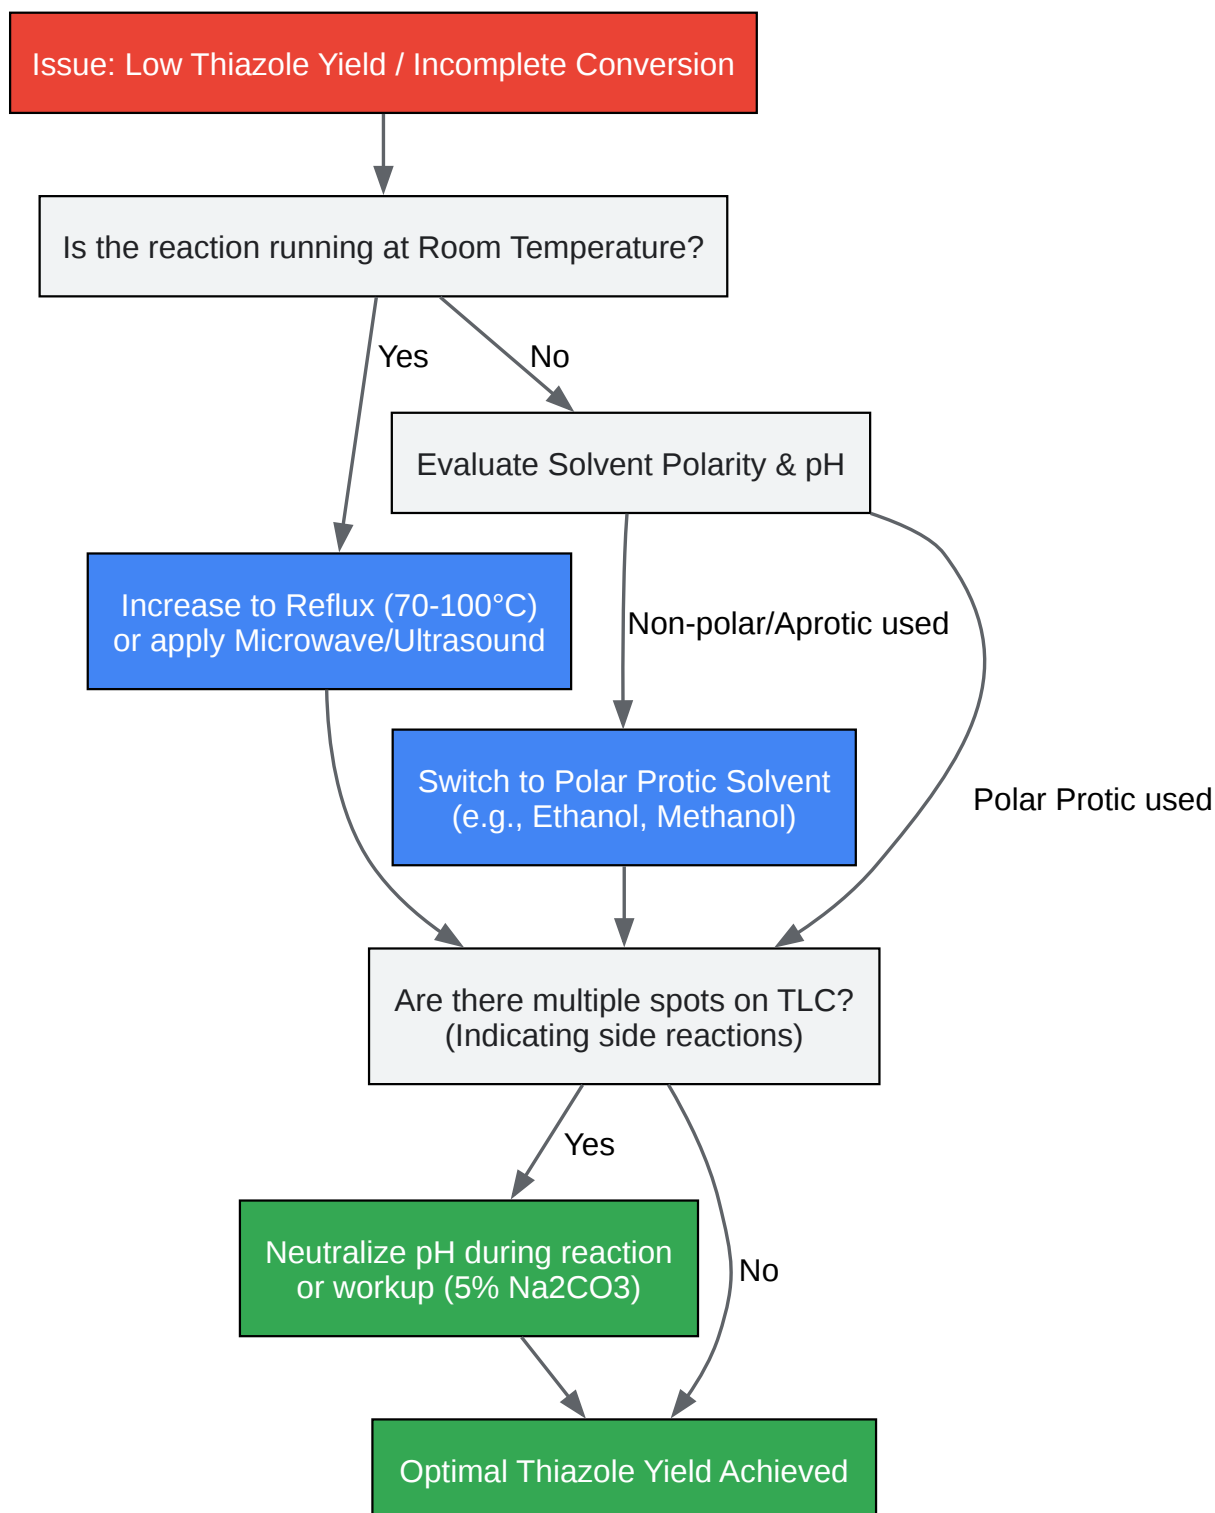 Issue: Low Thiazole Yield / Incomplete Conversion
Is the reaction running at Room Temperature?
Yes
No
Evaluate Solvent Polarity & pH
Increase to Reflux (70-100°C)
or apply Microwave/Ultrasound
Non-polar/Aprotic used
Switch to Polar Protic Solvent
(e.g., Ethanol, Methanol)
Polar Protic used
Are there multiple spots on TLC?
(Indicating side reactions)
Yes
Neutralize pH during reaction
or workup (5% Na2CO3)
No
Optimal Thiazole Yield Achieved